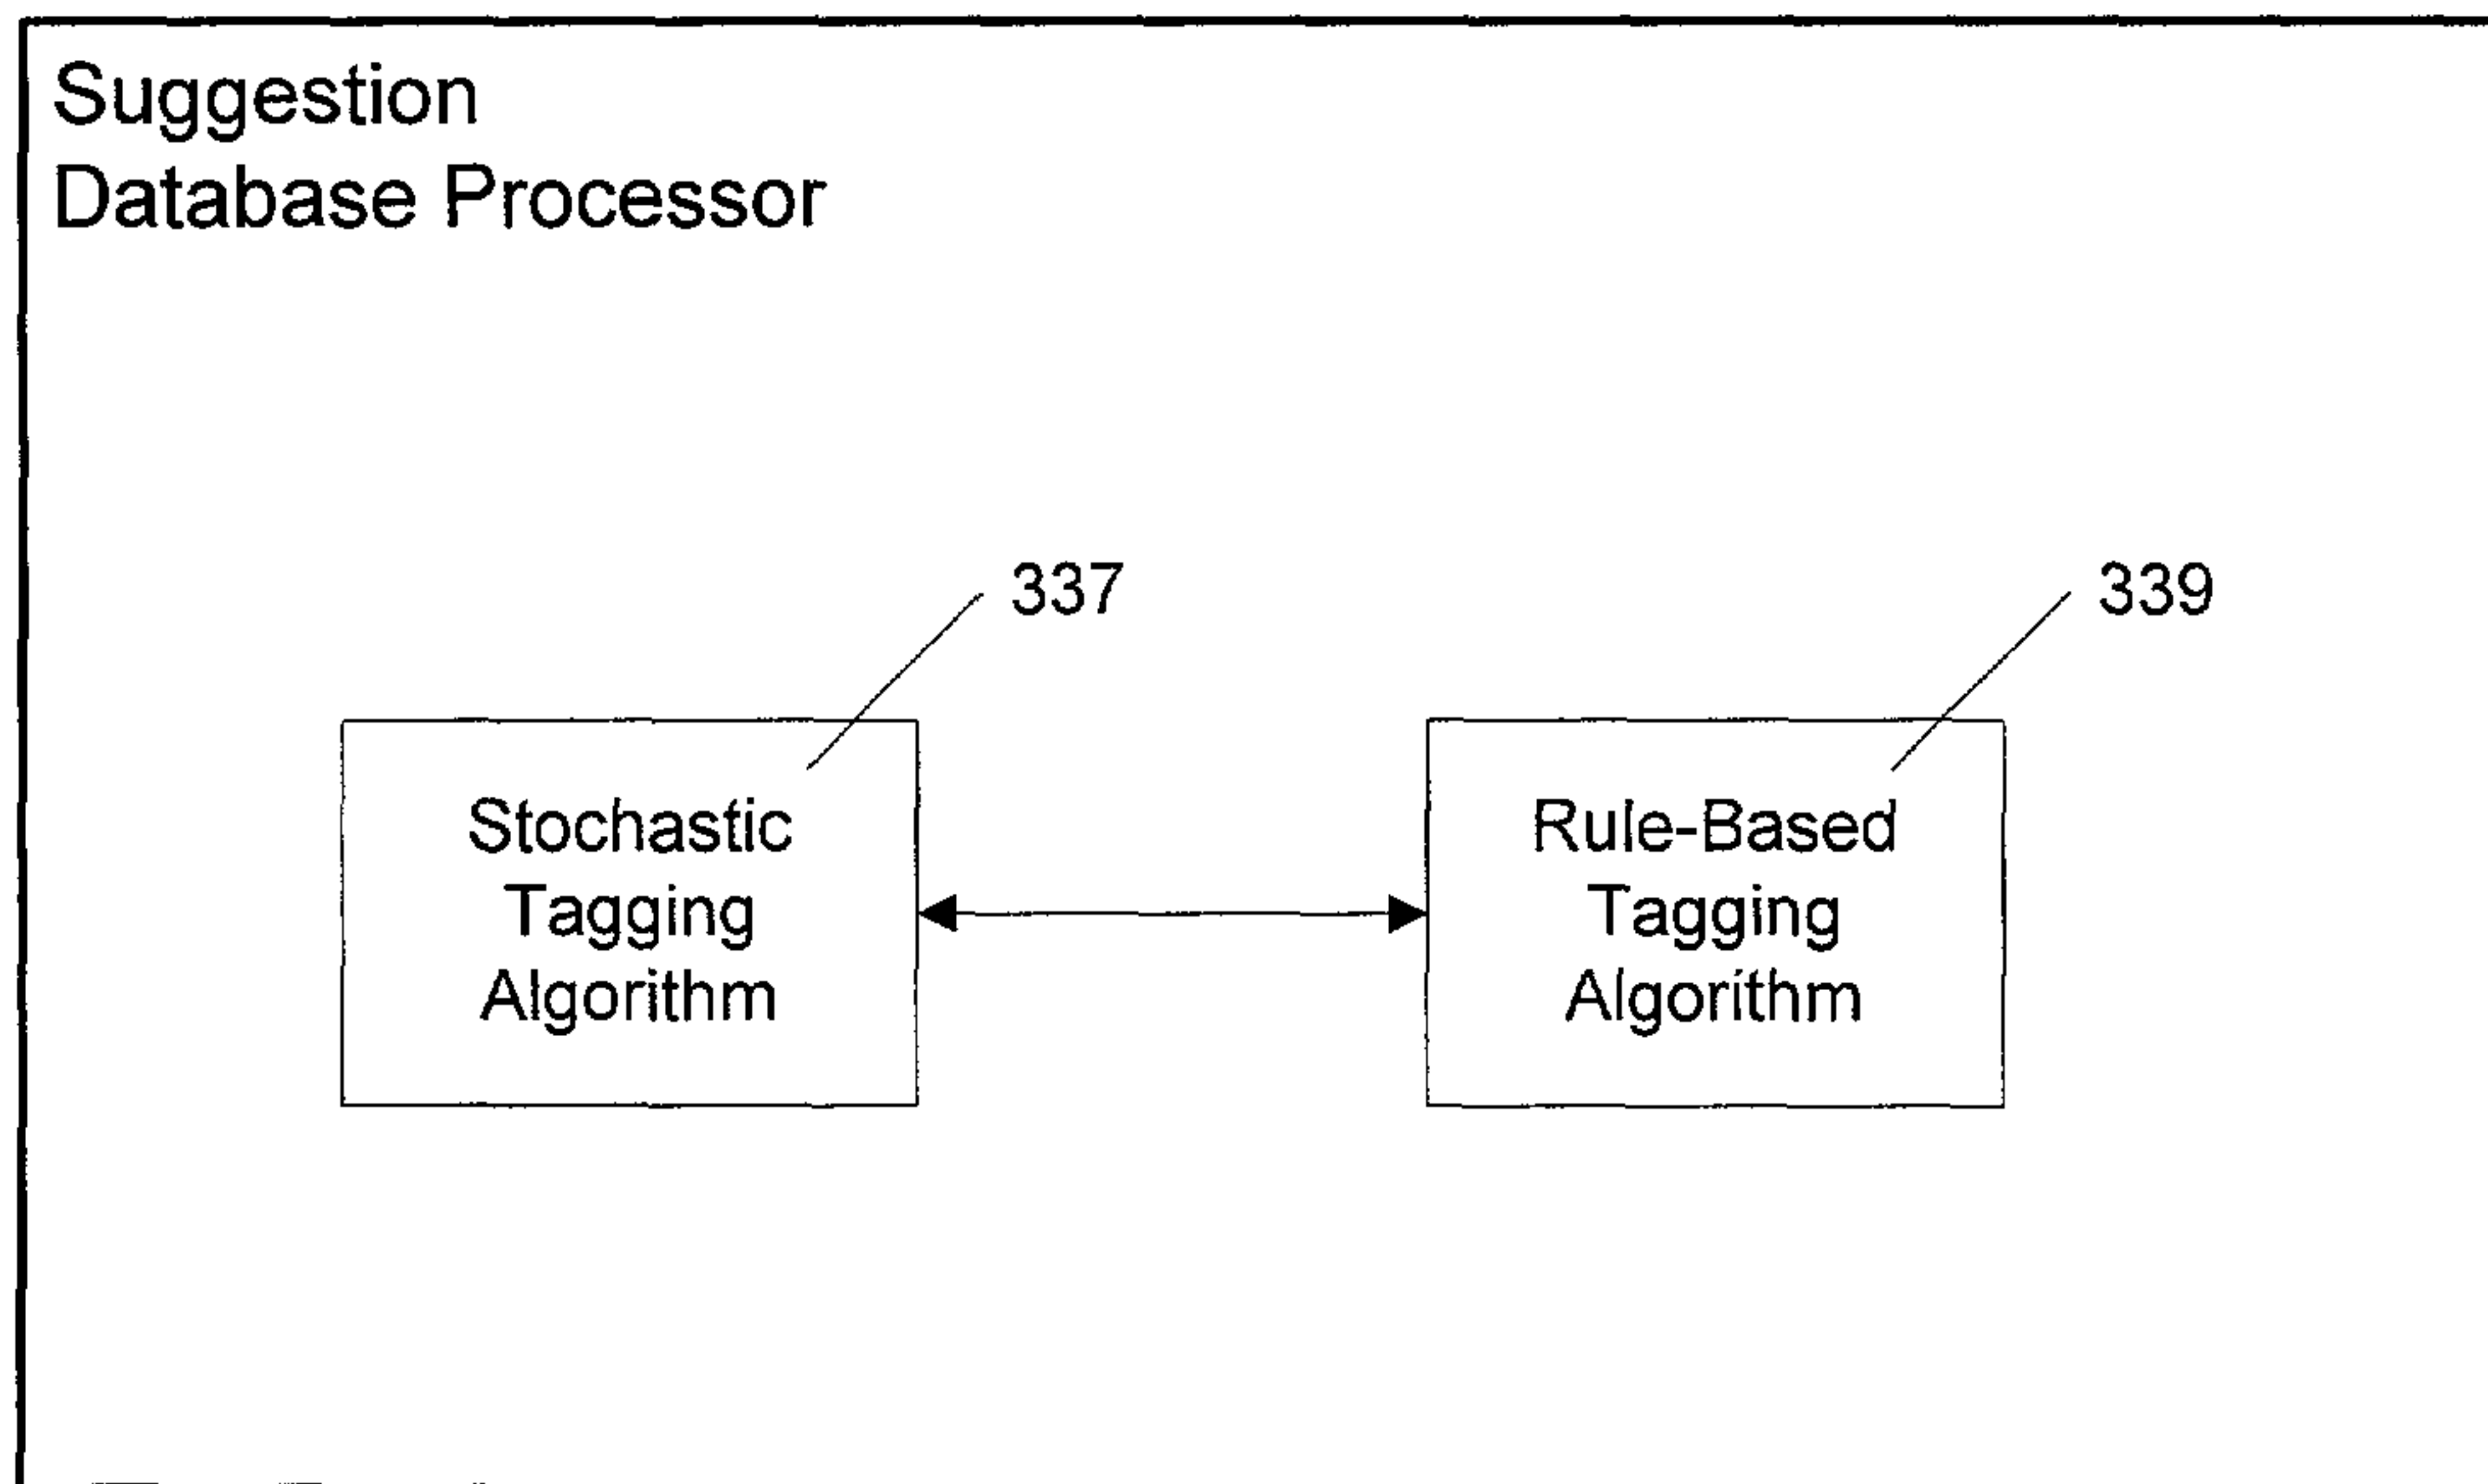 Suggestion
Database Processor
337
339
Stochastic
Tagging
Algorithm
Rule-Based
Tagging
Algorithm